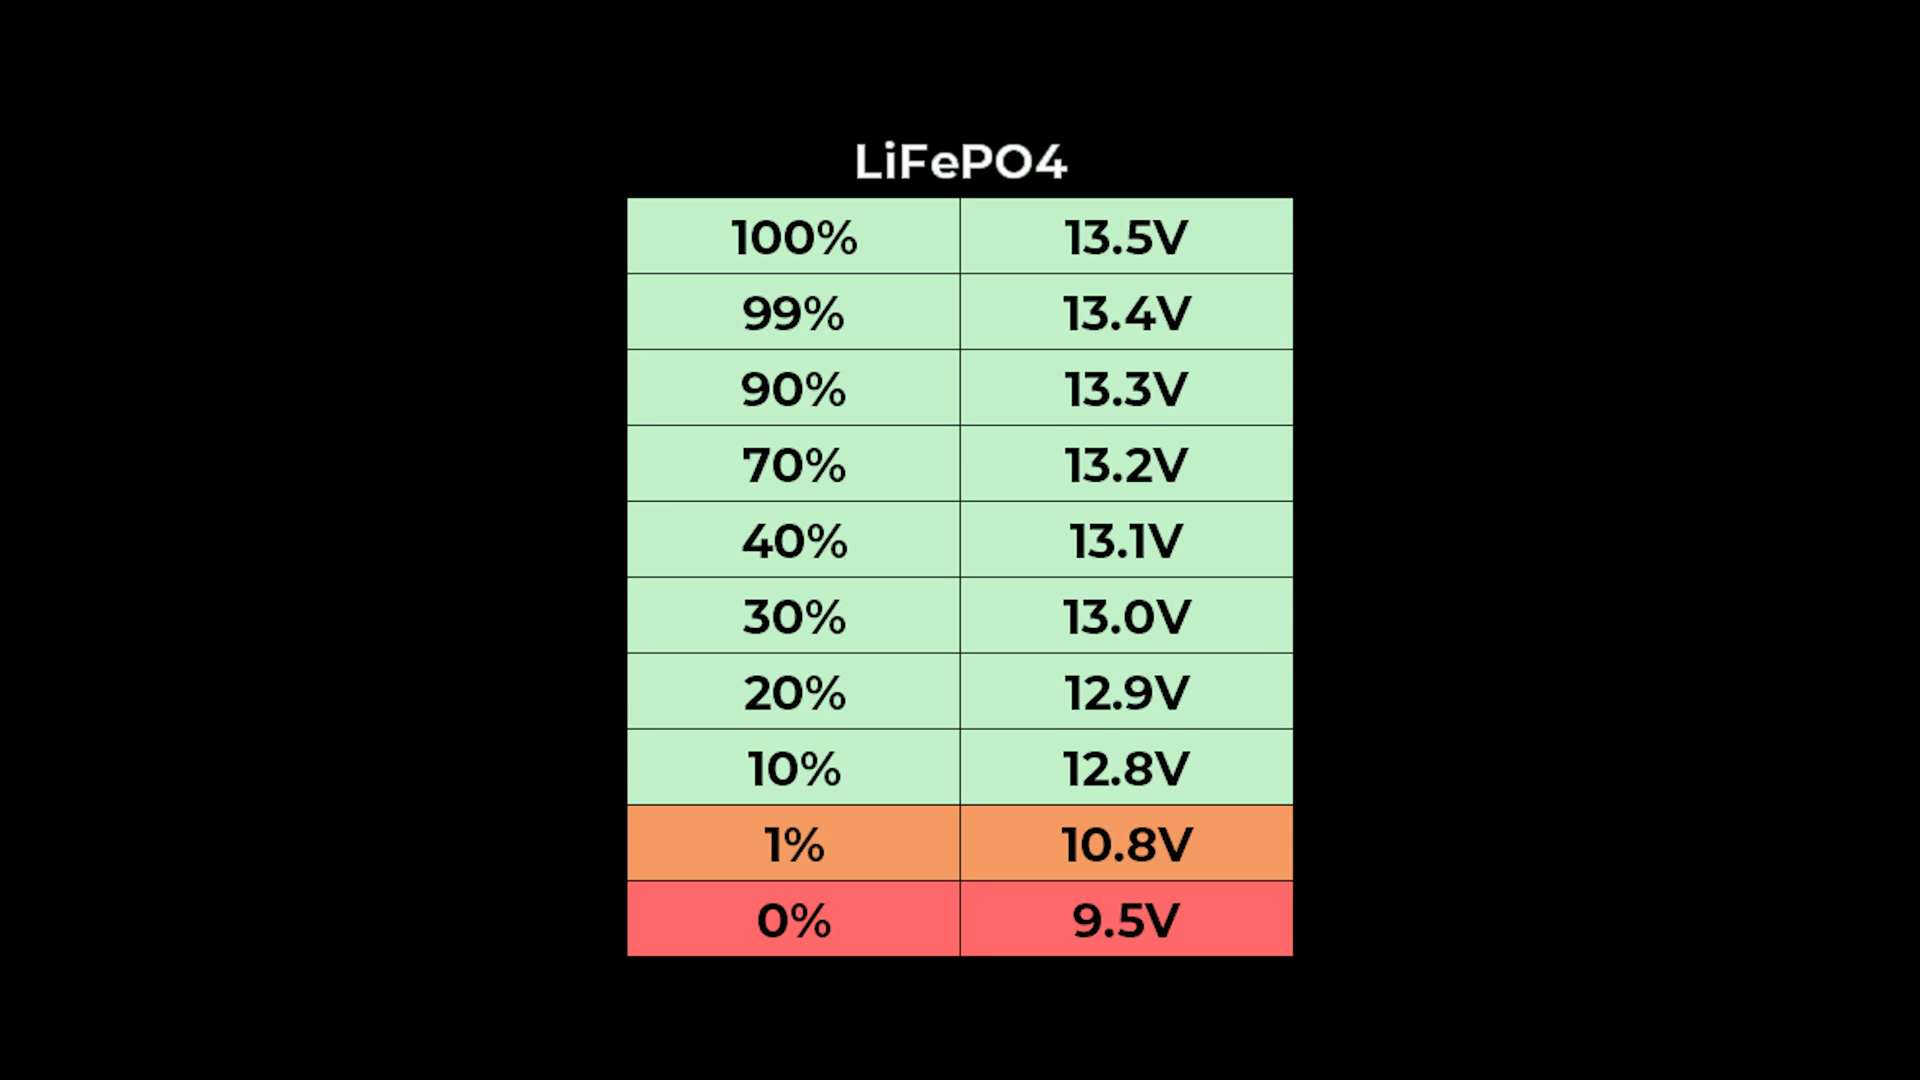 LiFePO4
100% 13.5V
99% 13.4V
90% 13.3V
70% 13.2V
40% 13.1V
30% 13.0V
20% 12.9V
10% 12.8V
1% 10.8V
0% 9.5V